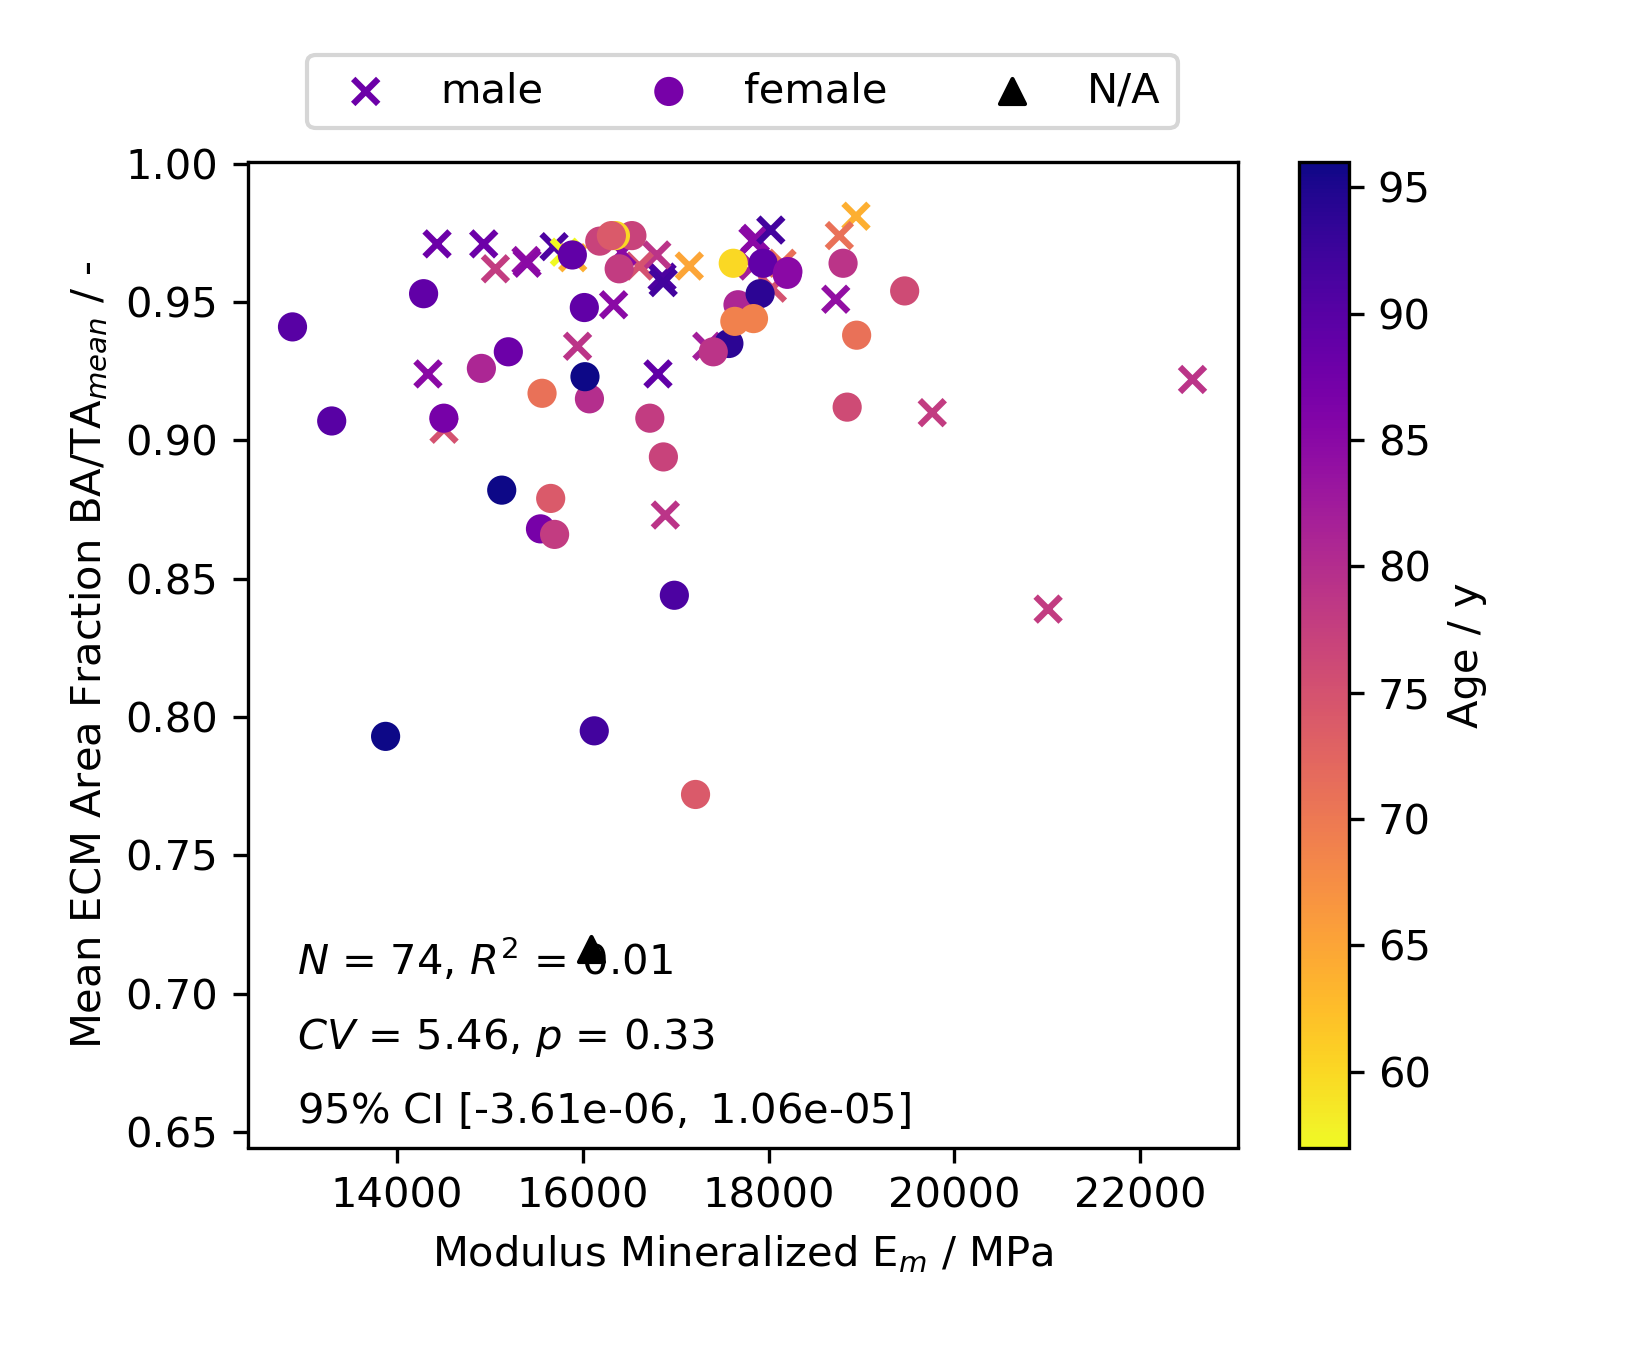 male female N/A
1.00
0.95
0.90
0.85
0.80
0.75
0.70
0.65
Mean ECM Area Fraction BA/TA_mean / -
N = 74, R² = 0.01
CV = 5.46, p = 0.33
95% CI [-3.61e-06, 1.06e-05]
14000 16000 18000 20000 22000
Modulus Mineralized E_m / MPa
95
90
85
80
75
70
65
60
Age / y